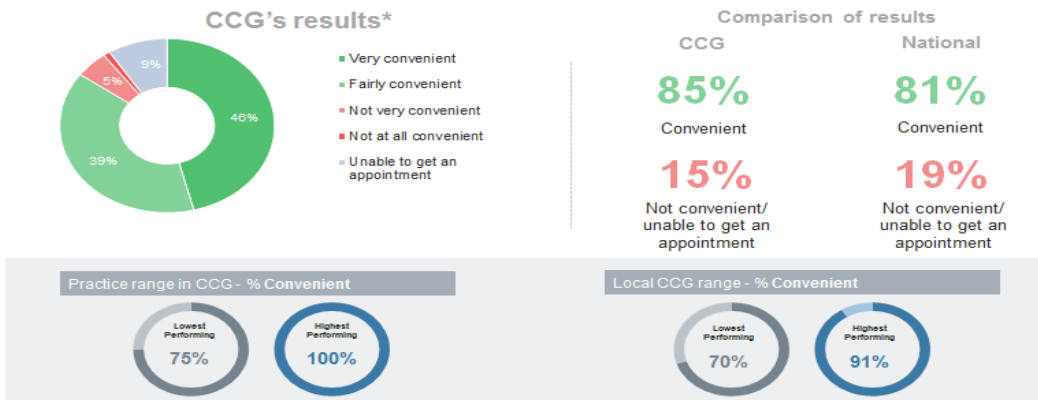 CCG's results*
9%
5%
46%
39%
Very convenient
Fairly convenient
Not very convenient
Not at all convenient
Unable to get an
appointment
Comparison of results
CCG
National
85%
81%
Convenient
Convenient
15%
19%
Not convenient/
unable to get an
appointment
Not convenient/
unable to get an
appointment
Practice range in CCG - % Convenient
Lowest
Performing
75%
Highest
Performing
100%
Local CCG range - % Convenient
Lowest
Performing
70%
Highest
Performing
91%